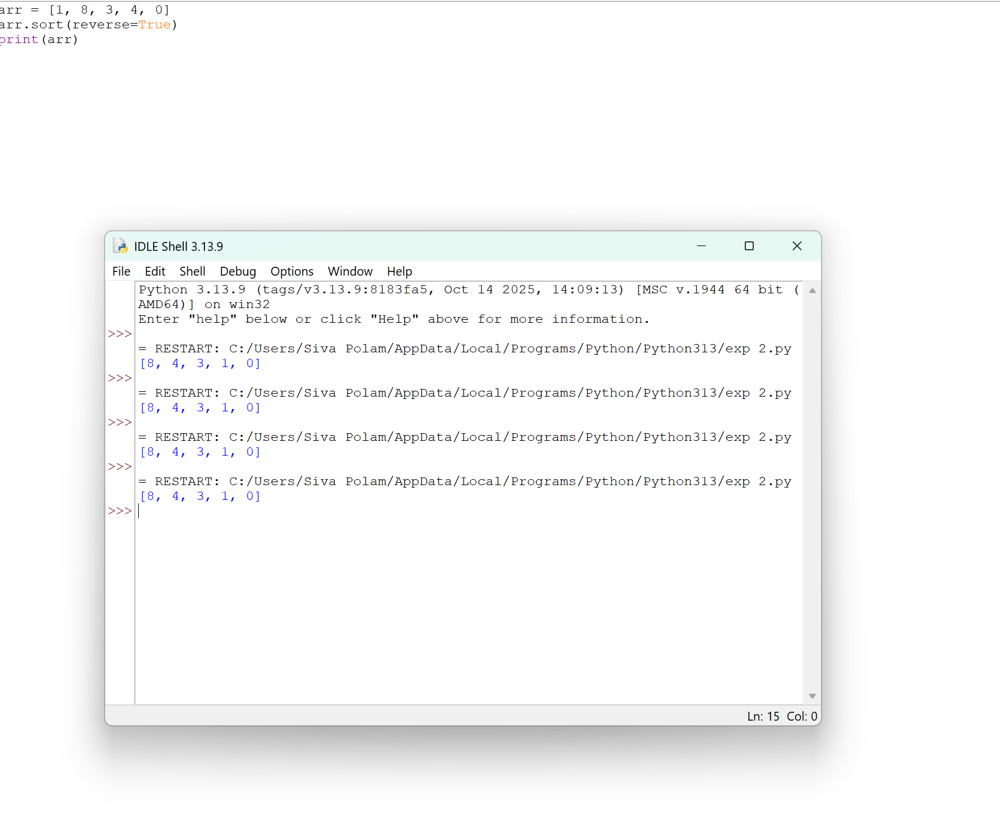 arr = [1, 8, 3, 4, 0]
arr.sort(reverse=True)
print(arr)
IDLE Shell 3.13.9
File Edit Shell Debug Options Window Help
Python 3.13.9 (tags/v3.13.9:8183fa5, Oct 14 2025, 14:09:13) [MSC v.1944 64 bit (
AMD64)] on win32
Enter "help" below or click "Help" above for more information.
>>>
= RESTART: C:/Users/Siva Polam/AppData/Local/Programs/Python/Python313/exp 2.py
[8, 4, 3, 1, 0]
>>>
= RESTART: C:/Users/Siva Polam/AppData/Local/Programs/Python/Python313/exp 2.py
[8, 4, 3, 1, 0]
>>>
= RESTART: C:/Users/Siva Polam/AppData/Local/Programs/Python/Python313/exp 2.py
[8, 4, 3, 1, 0]
>>>
= RESTART: C:/Users/Siva Polam/AppData/Local/Programs/Python/Python313/exp 2.py
[8, 4, 3, 1, 0]
>>>
Ln: 15 Col: 0